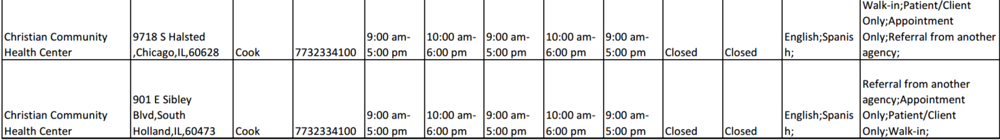 Christian Community
Health Center
9718 S Halsted
,Chicago,IL,60628
Cook
7732334100
9:00 am-
5:00 pm
10:00 am-
6:00 pm
9:00 am-
5:00 pm
10:00 am-
6:00 pm
9:00 am-
5:00 pm
Closed
Closed
English;Spanis
h;
Walk-in;Patient/Client
Only;Appointment
Only;Referral from another
agency;
Christian Community
Health Center
901 E Sibley
Blvd,South
Holland,IL,60473
Cook
7732334100
9:00 am-
5:00 pm
10:00 am-
6:00 pm
9:00 am-
5:00 pm
10:00 am-
6:00 pm
9:00 am-
5:00 pm
Closed
Closed
English;Spanis
h;
Referral from another
agency;Appointment
Only;Patient/Client
Only;Walk-in;